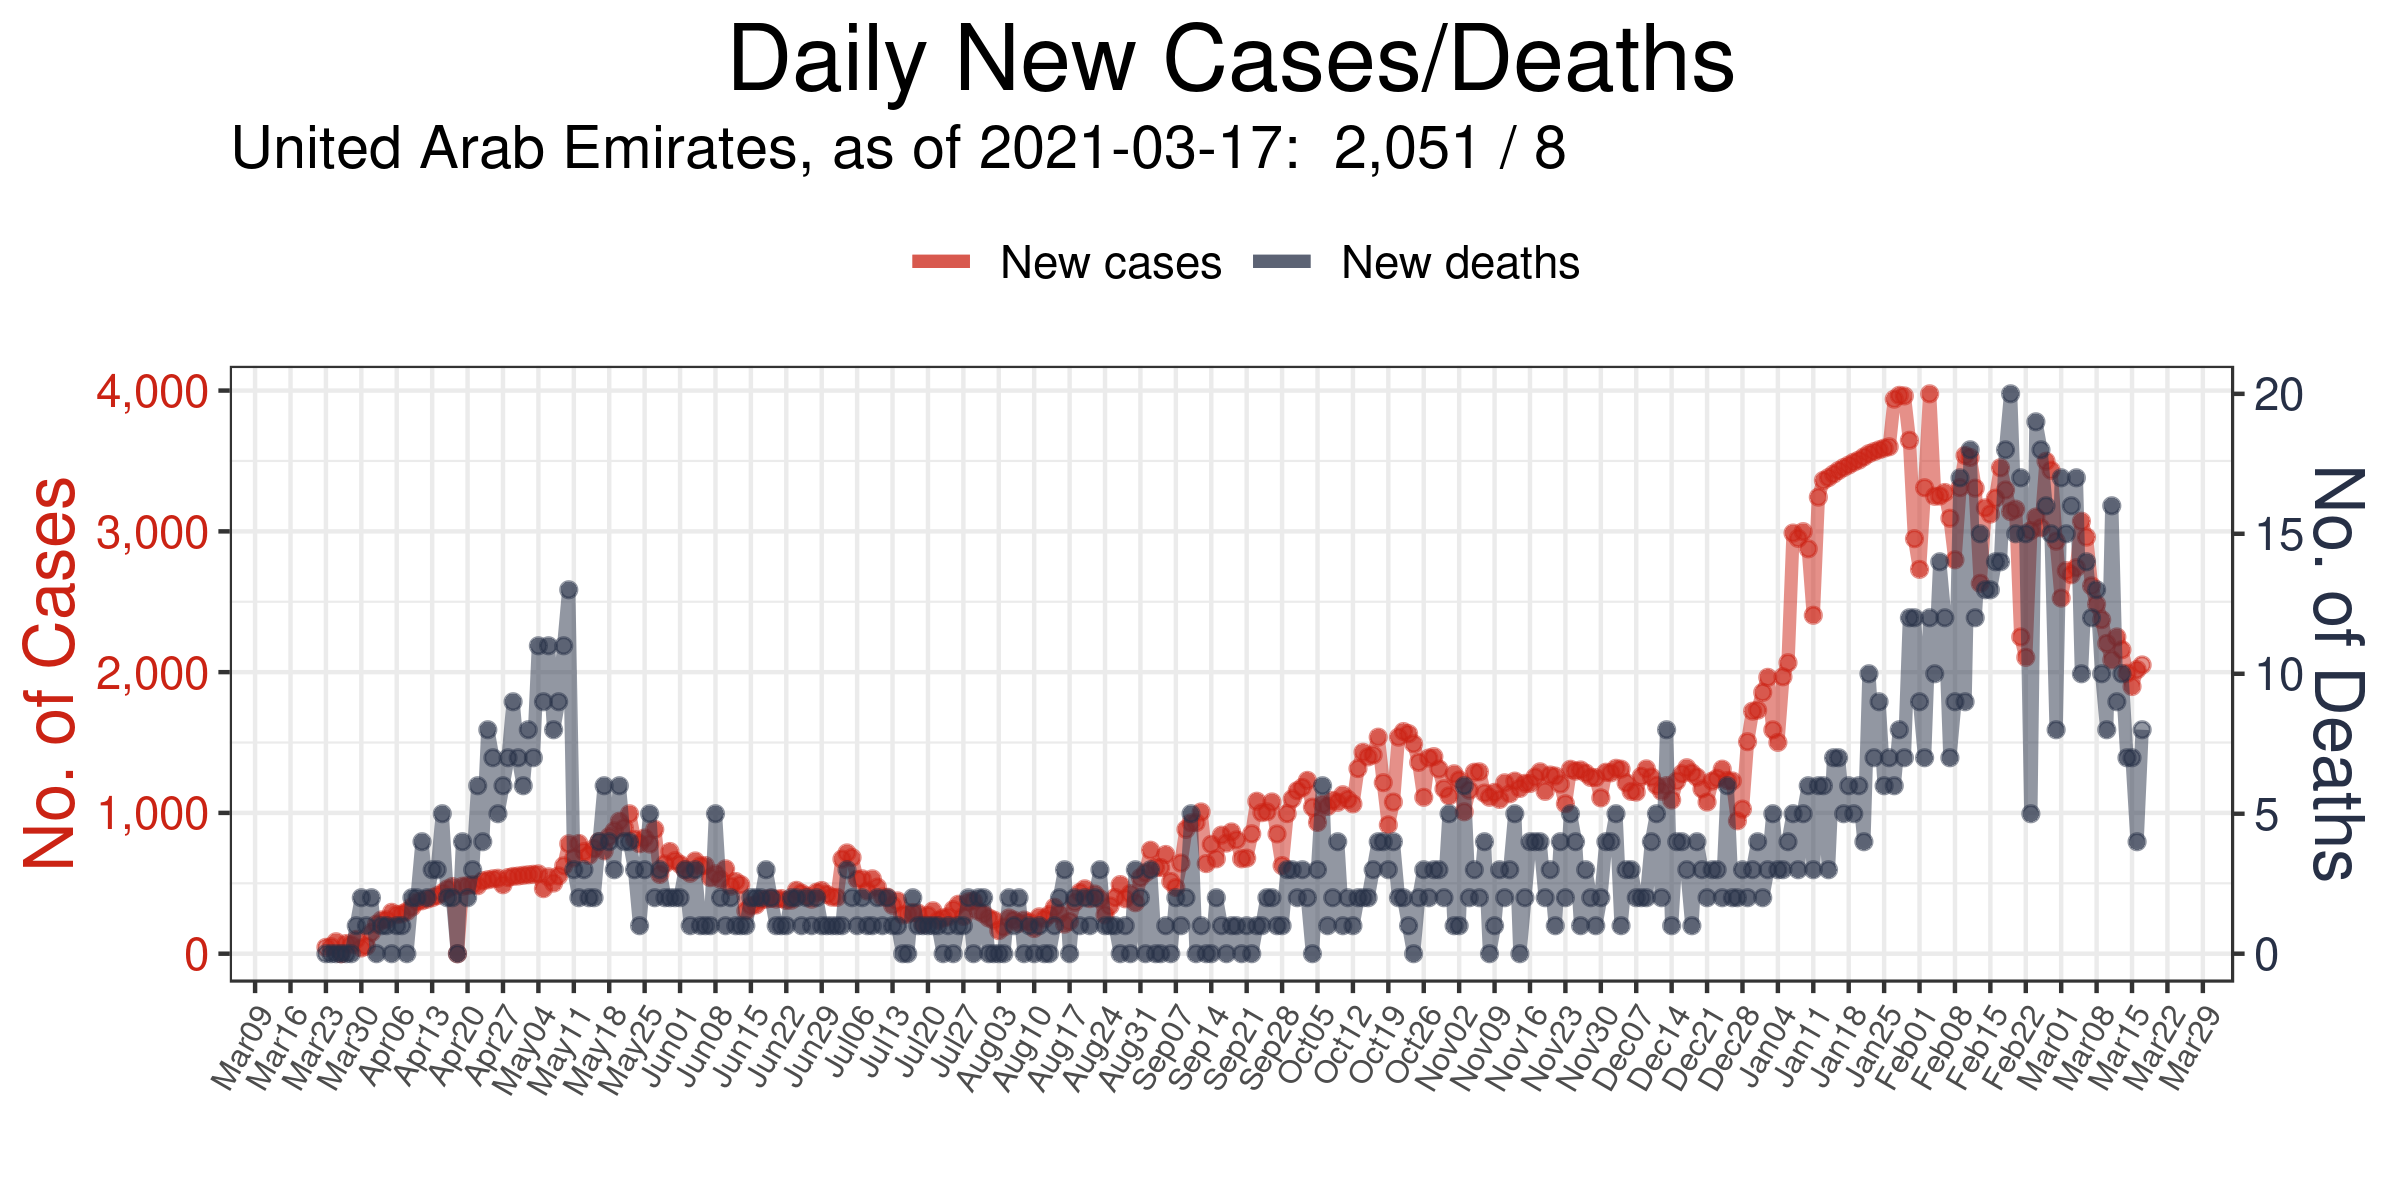 Daily New Cases/Deaths
United Arab Emirates, as of 2021-03-17:  2,051 / 8
New cases New deaths
No. of Cases
4,000
3,000
2,000
1,000
0
20
15
10
5
0
No. of Deaths
Mar09 Mar16 Mar23 Mar30 Apr06 Apr13 Apr20 Apr27 May04 May11 May18 May25 Jun01 Jun08 Jun15 Jun22 Jun29 Jul06 Jul13 Jul20 Jul27 Aug03 Aug10 Aug17 Aug24 Aug31 Sep07 Sep14 Sep21 Sep28 Oct05 Oct12 Oct19 Oct26 Nov02 Nov09 Nov16 Nov23 Nov30 Dec07 Dec14 Dec21 Dec28 Jan04 Jan11 Jan18 Jan25 Feb01 Feb08 Feb15 Feb22 Mar01 Mar08 Mar15 Mar22 Mar29